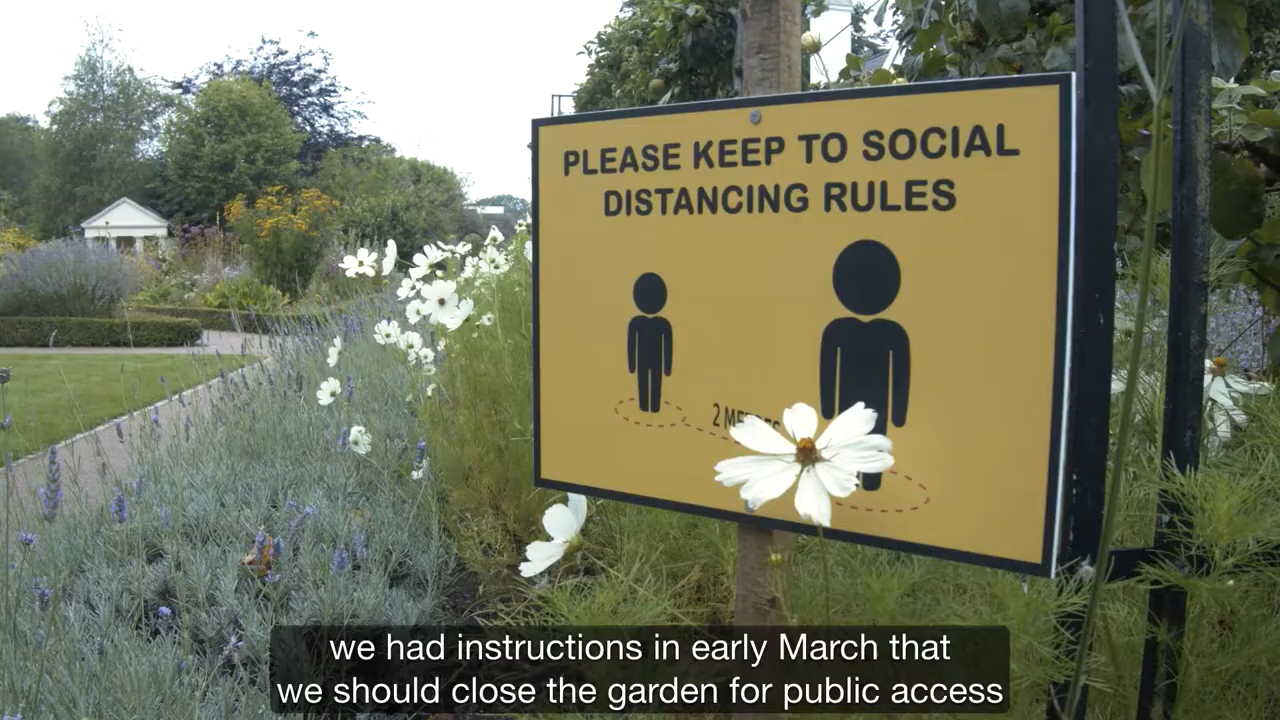 PLEASE KEEP TO SOCIAL
DISTANCING RULES
2
we had instructions in early March that
we should close the garden for public access